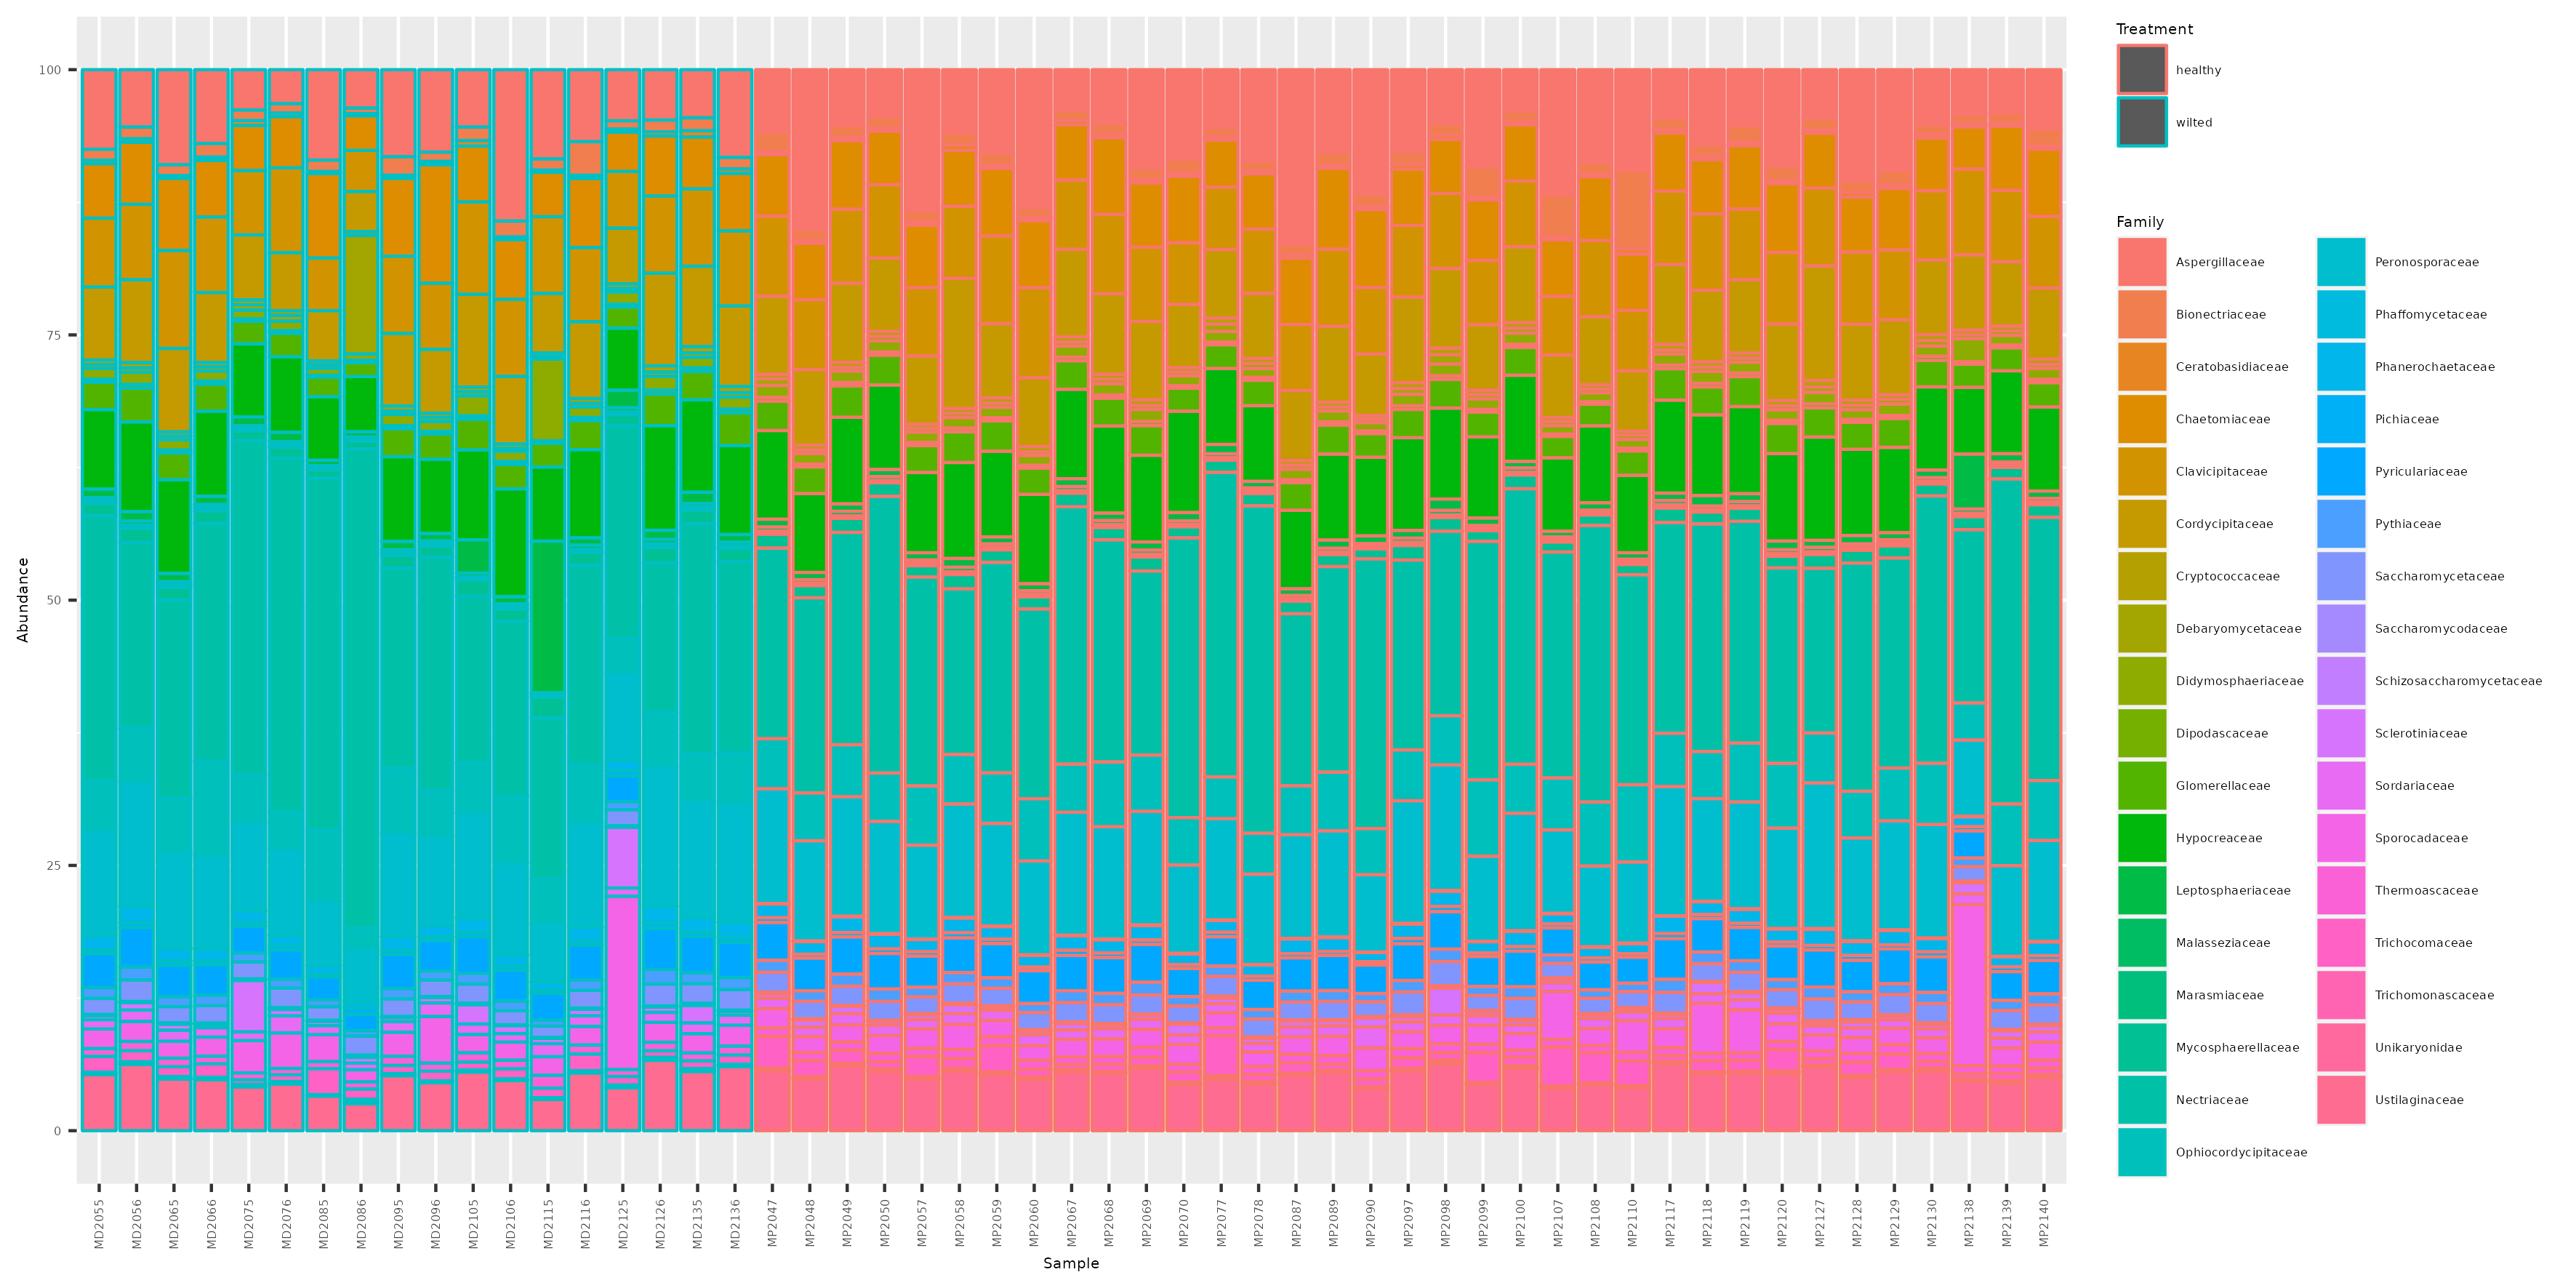 Treatment
healthy
wilted
Family
Aspergillaceae
Bionectriaceae
Ceratobasidiaceae
Chaetomiaceae
Clavicipitaceae
Cordycipitaceae
Cryptococcaceae
Debaryomycetaceae
Didymosphaeriaceae
Dipodascaceae
Glomerellaceae
Hypocreaceae
Leptosphaeriaceae
Malasseziaceae
Marasmiaceae
Mycosphaerellaceae
Nectriaceae
Ophiocordycipitaceae
Peronosporaceae
Phaffomycetaceae
Phanerochaetaceae
Pichiaceae
Pyriculariaceae
Pythiaceae
Saccharomycetaceae
Saccharomycodaceae
Schizosaccharomycetaceae
Sclerotiniaceae
Sordariaceae
Sporocadaceae
Thermoascaceae
Trichocomaceae
Trichomonascaceae
Unikaryonidae
Ustilaginaceae
Abundance
100
75
50
25
0
MD2055
MD2056
MD2065
MD2066
MD2075
MD2076
MD2085
MD2086
MD2095
MD2096
MD2105
MD2106
MD2115
MD2116
MD2125
MD2126
MD2135
MD2136
MP2047
MP2048
MP2049
MP2050
MP2057
MP2058
MP2059
MP2060
MP2067
MP2068
MP2069
MP2070
MP2077
MP2078
MP2087
MP2089
MP2090
MP2097
MP2098
MP2099
MP2100
MP2107
MP2108
MP2110
MP2117
MP2118
MP2119
MP2120
MP2127
MP2128
MP2129
MP2130
MP2138
MP2139
MP2140
Sample